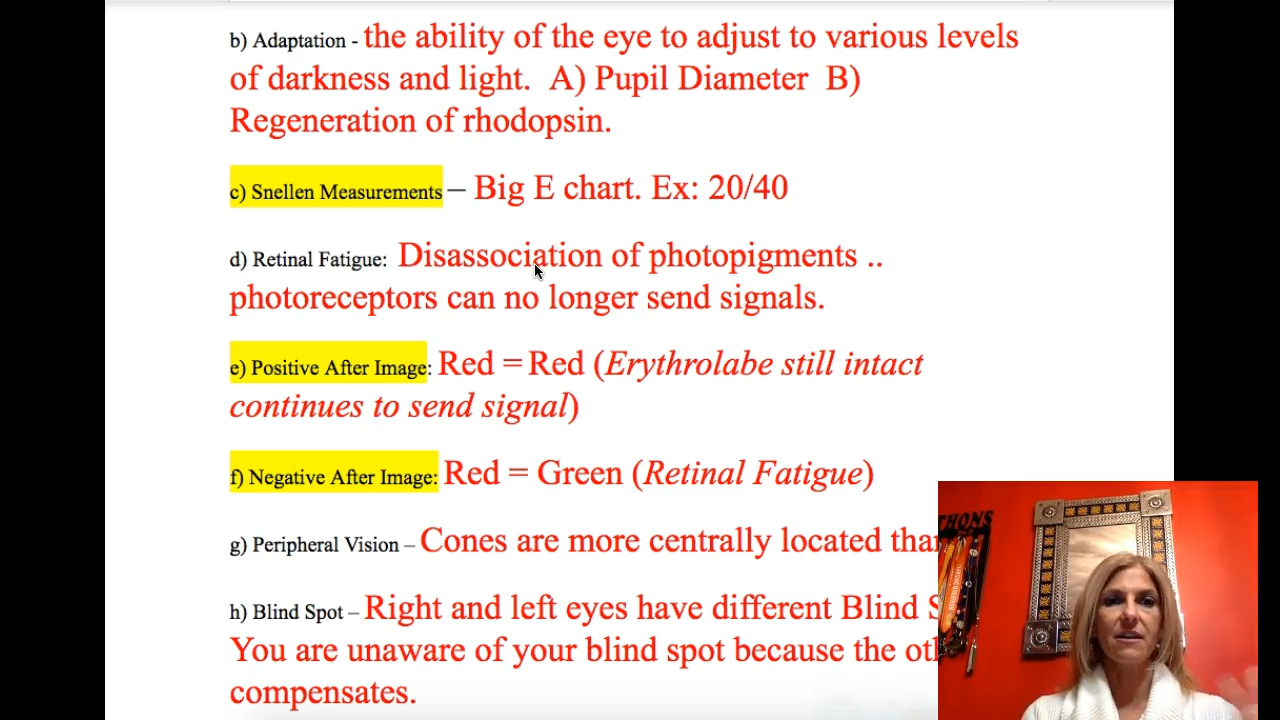 b) Adaptation - the ability of the eye to adjust to various levels
of darkness and light. A) Pupil Diameter B)
Regeneration of rhodopsin.
c) Snellen Measurements – Big E chart. Ex: 20/40
d) Retinal Fatigue: Disassociation of photopigments ..
photoreceptors can no longer send signals.
e) Positive After Image: Red = Red (Erythrolabe still intact
continues to send signal)
f) Negative After Image: Red = Green (Retinal Fatigue)
g) Peripheral Vision – Cones are more centrally located
h) Blind Spot – Right and left eyes have different Blind
You are unaware of your blind spot because the
compensates.